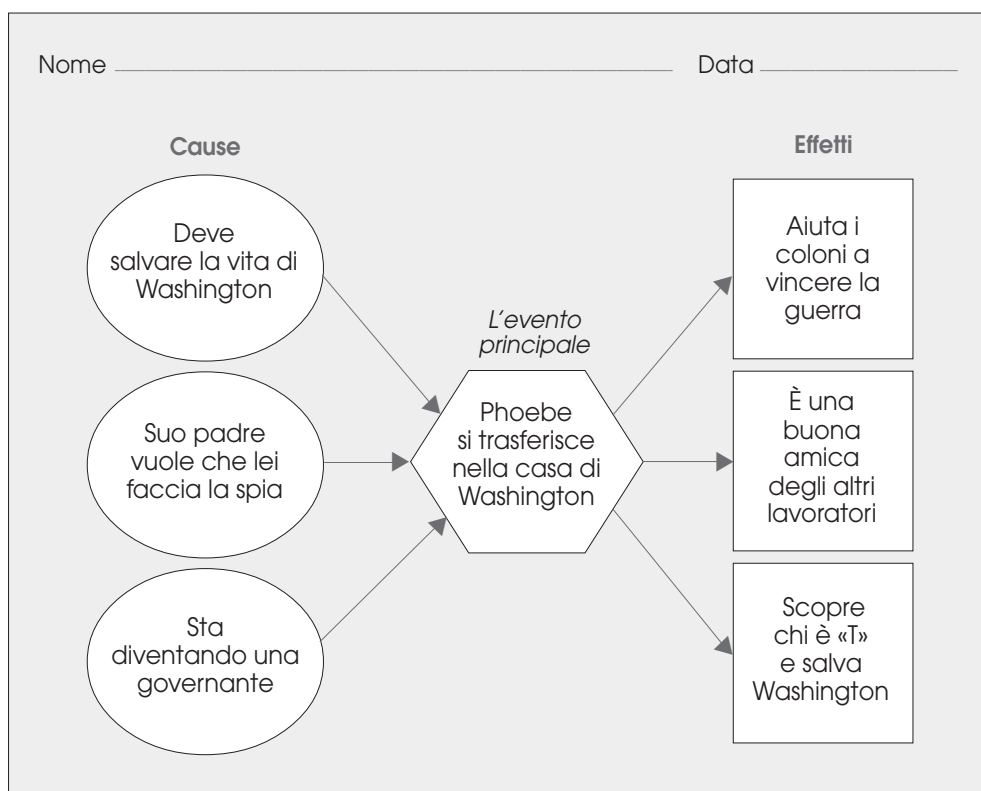 Nome
Data
Cause
Effetti
Deve
salvare la vita di
Washington
Suo padre
vuole che lei
faccia la spia
Sta
diventando una
governante
L'evento
principale
Phoebe
si trasferisce
nella casa di
Washington
Aiuta i
coloni a
vincere la
guerra
È una
buona
amica
degli altri
lavoratori
Scopre
chi è «T»
e salva
Washington